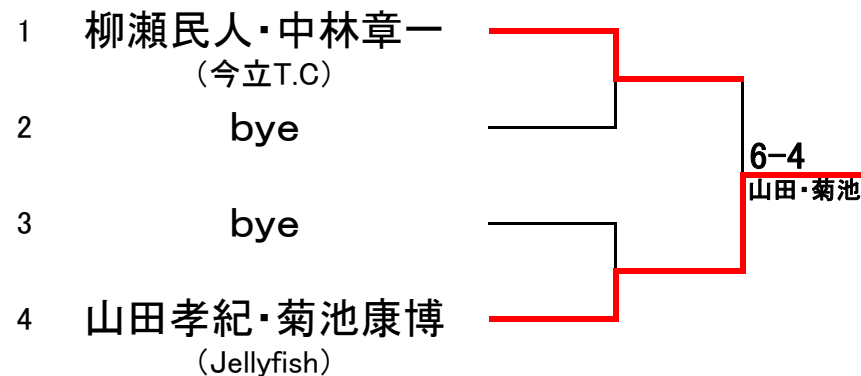 1 柳瀬民人・中林章一
（今立T.C）
2 bye
6-4
山田・菊池
3 bye
4 山田孝紀・菊池康博
（Jellyfish）